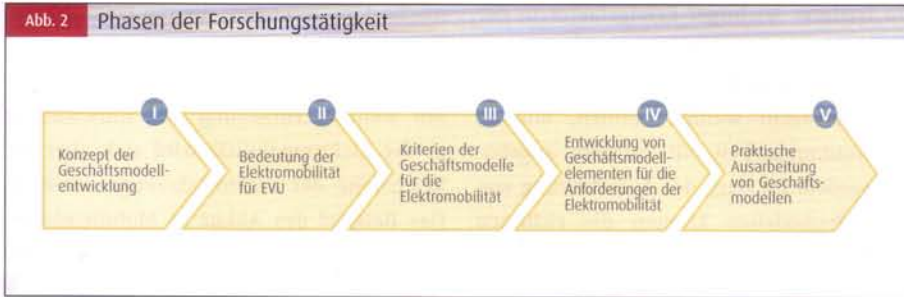 Abb. 2 Phasen der Forschungstätigkeit
I
Konzept der
Geschäftsmodell-
entwicklung
II
Bedeutung der
Elektromobilität
für EVU
III
Kriterien der
Geschäftsmodelle
für die
Elektromobilität
IV
Entwicklung von
Geschäftsmodell-
elementen für die
Anforderungen der
Elektromobilität
V
Praktische
Ausarbeitung
von Geschäfts-
modellen